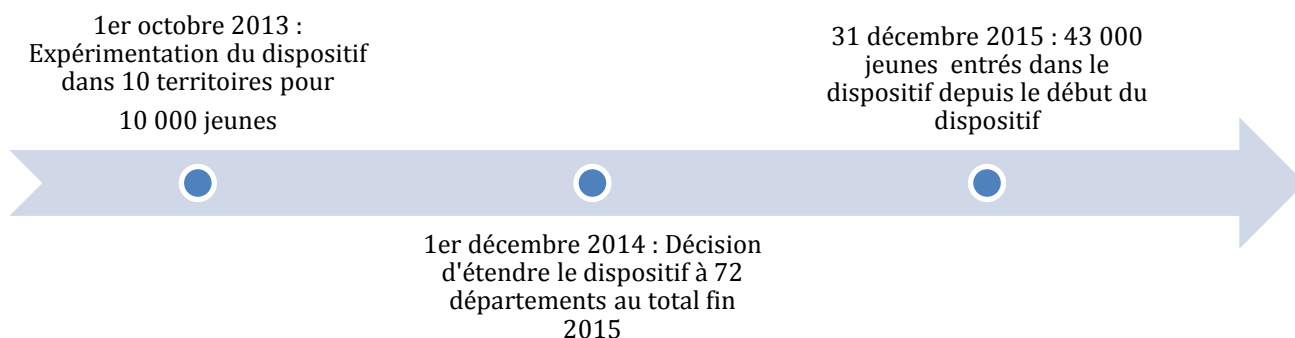 1er octobre 2013 :
Expérimentation du dispositif
dans 10 territoires pour
10 000 jeunes
1er décembre 2014 : Décision
d'étendre le dispositif à 72
départements au total fin
2015
31 décembre 2015 : 43 000
jeunes entrés dans le
dispositif depuis le début du
dispositif